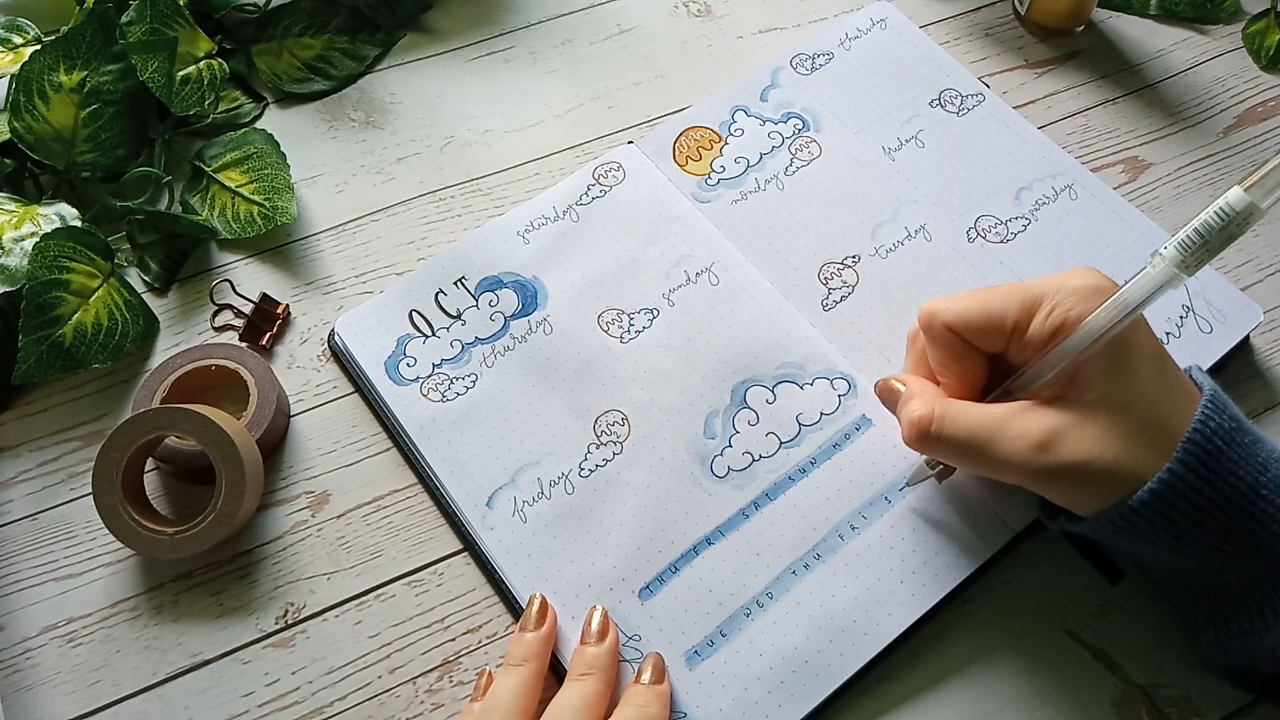 OCT
thursday
friday
saturday
sunday
THU FRI SAT SUN MON
TUE WED THU FRI S
monday
tuesday
thursday
friday
saturday